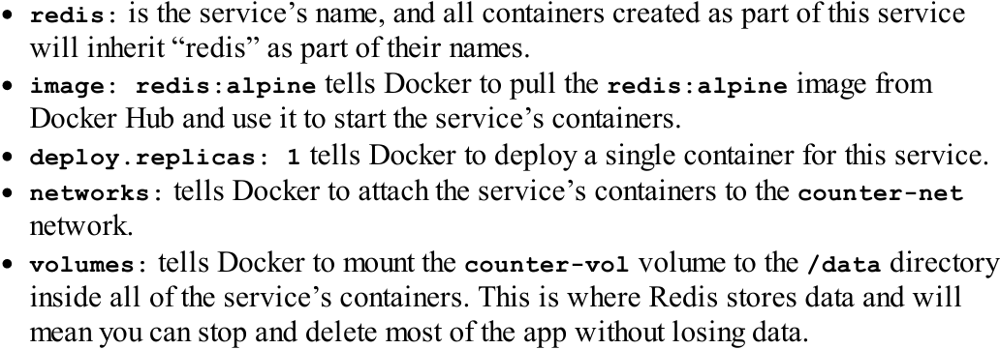 • redis: is the service’s name, and all containers created as part of this service
will inherit “redis” as part of their names.
• image: redis:alpine tells Docker to pull the redis:alpine image from
Docker Hub and use it to start the service’s containers.
• deploy.replicas: 1 tells Docker to deploy a single container for this service.
• networks: tells Docker to attach the service’s containers to the counter-net
network.
• volumes: tells Docker to mount the counter-vol volume to the /data directory
inside all of the service’s containers. This is where Redis stores data and will
mean you can stop and delete most of the app without losing data.